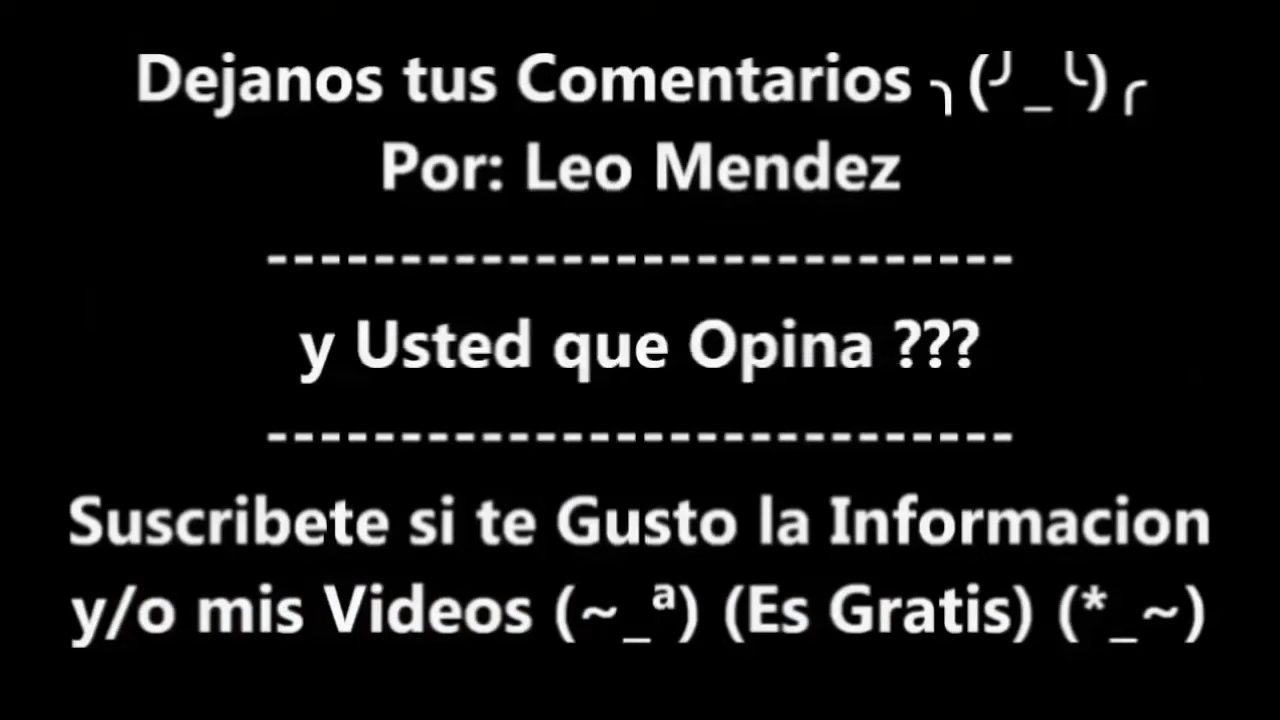 Dejanos tus Comentarios ╮(╯_╰)╭
Por: Leo Mendez
----------------------------
y Usted que Opina ???
----------------------------
Suscribete si te Gusto la Informacion
y/o mis Videos (~_ª) (Es Gratis) (*_~)